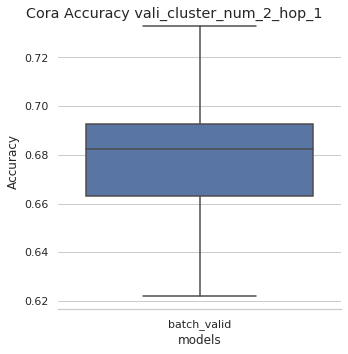 Cora Accuracy vali_cluster_num_2_hop_1
0.72
0.70
0.68
0.66
0.64
0.62
Accuracy
batch_valid
models